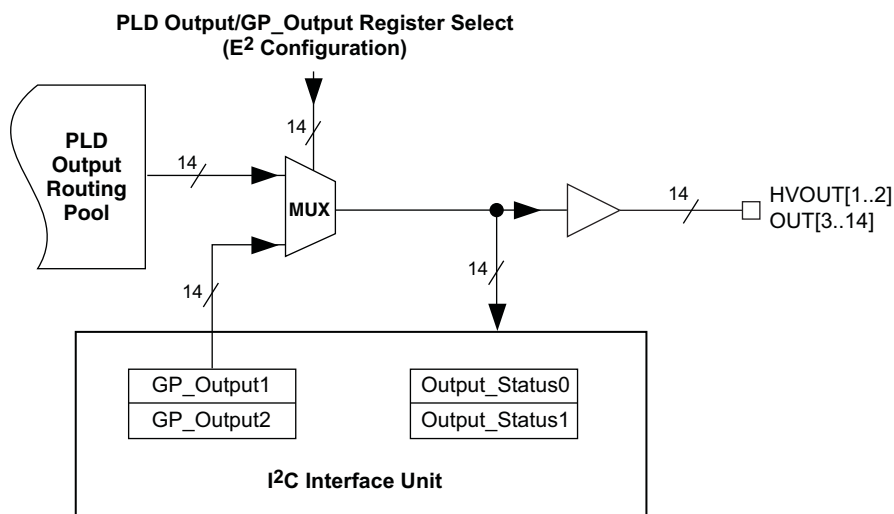 PLD Output/GP_Output Register Select
(E2 Configuration)
PLD
Output
Routing
Pool
14
14
MUX
14
14
14
HVOUT[1..2]
OUT[3..14]
GP_Output1
GP_Output2
Output_Status0
Output_Status1
I2C Interface Unit